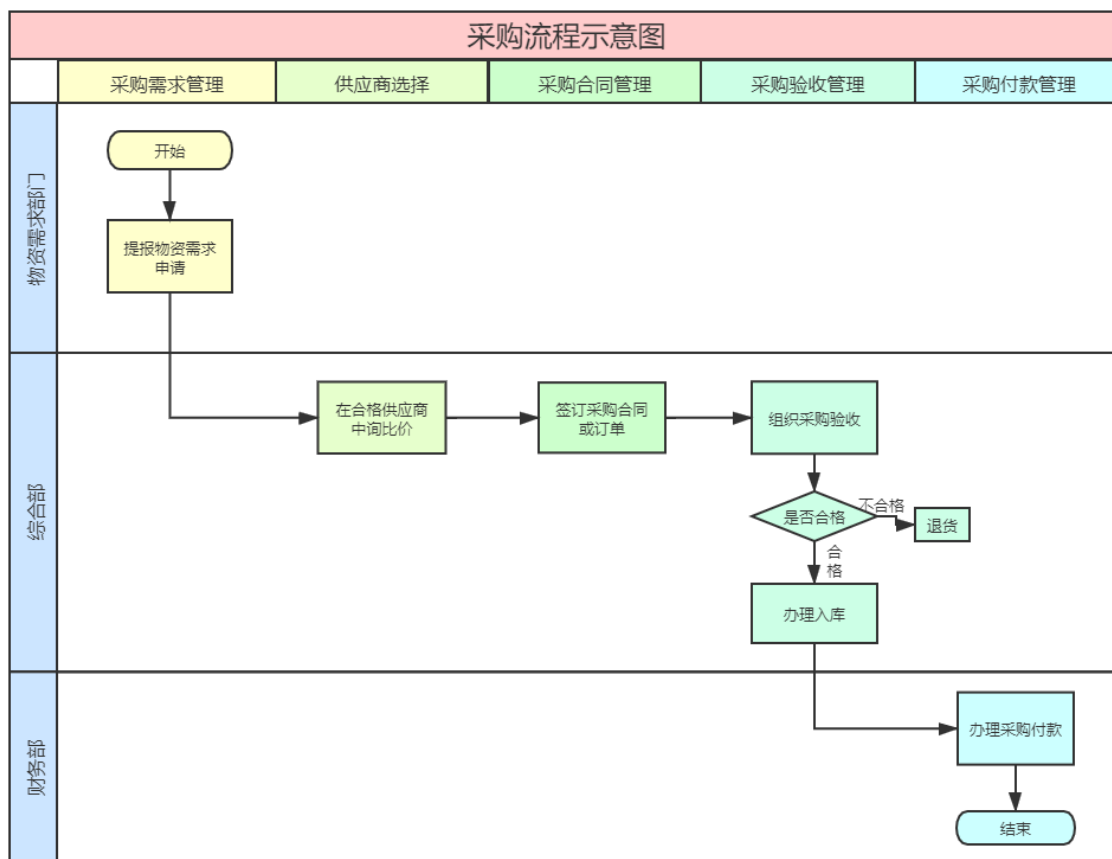 采购流程示意图
采购需求管理
供应商选择
采购合同管理
采购验收管理
采购付款管理
物资需求部门
开始
提报物资需求
申请
综合部
在合格供应商
中询比价
签订采购合同
或订单
组织采购验收
是否合格
不合格
退货
合
格
办理入库
财务部
办理采购付款
结束